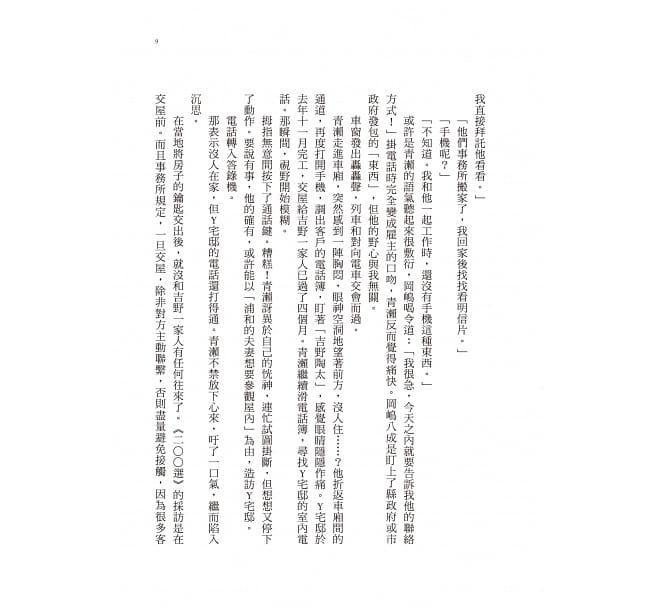 9
我直接拜託他看看。」
「他們事務所搬家了，我回家後找找看明信片。」
「手機呢？」
「不知道。我和他一起工作時，還沒有手機這種東西。」
或許是青瀨的語氣聽起來很敷衍，岡嶋喝令道：「我很急，今天之內就要告訴我他的聯絡
方式！」掛電話時完全變成雇主的口吻，青瀨反而覺得痛快。岡嶋八成是盯上了縣政府或市
政府發包的「東西」，但他的野心與我無關。
車窗發出轟轟聲，列車和對向電車交會而過。
青瀨走進車廂，突然感到一陣胸悶，眼神空洞地望著前方，沒人住……？他折返車廂間的
通道，再度打開手機，調出客戶的電話簿，盯著「吉野陶太」，感覺眼睛隱隱作痛。Y宅邸於
去年十一月完工，交屋給吉野一家人已過了四個月。青瀨繼續滑電話簿，尋找Y宅邸的室內電
話。那瞬間，視野開始模糊。
拇指無意間按下了通話鍵。糟糕！青瀨訝異於自己的恍神，連忙試圖掛斷，但想想又停下
了動作。要說有事，他的確有，或許能以「浦和的夫妻想要參觀屋內」為由，造訪Y宅邸。
電話轉入答錄機。
那表示沒人在家，但Y宅邸的電話還打得通。青瀨不禁放下心來，吁了一口氣，繼而陷入
沉思。
在當地將房子的鑰匙交出後，就沒和吉野一家人有任何往來了。《二〇〇選》的採訪是在
交屋前。而且事務所規定，一旦交屋，除非對方主動聯繫，否則盡量避免接觸，因為很多客